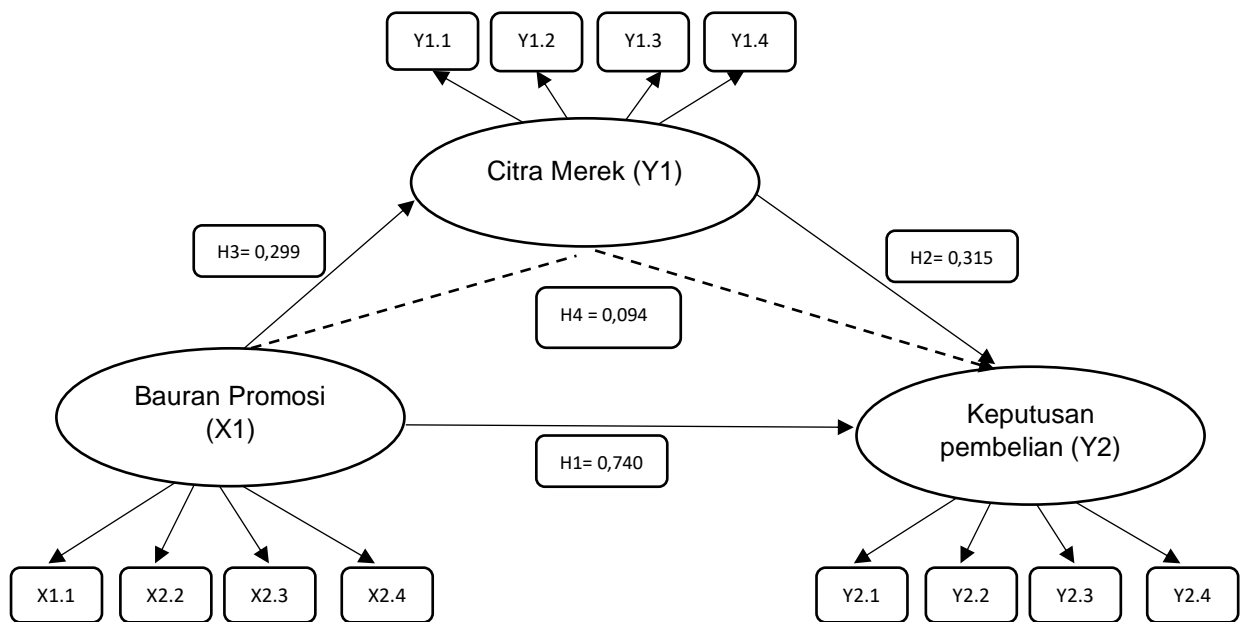 Y1.1
Y1.2
Y1.3
Y1.4
Citra Merek (Y1)
H3= 0,299
H2= 0,315
H4 = 0,094
Bauran Promosi
(X1)
Keputusan
pembelian (Y2)
H1= 0,740
X1.1
X2.2
X2.3
X2.4
Y2.1
Y2.2
Y2.3
Y2.4